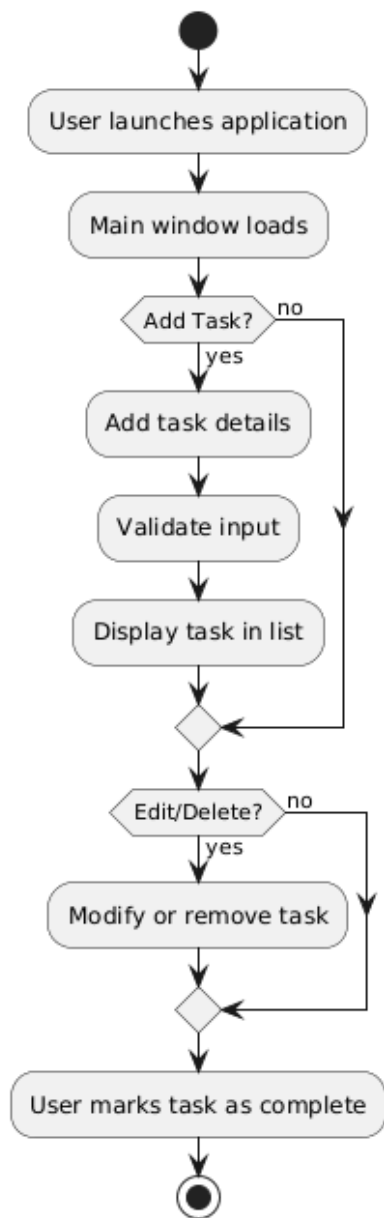 User launches application
Main window loads
Add Task?
no
yes
Add task details
Validate input
Display task in list
Edit/Delete?
no
yes
Modify or remove task
User marks task as complete